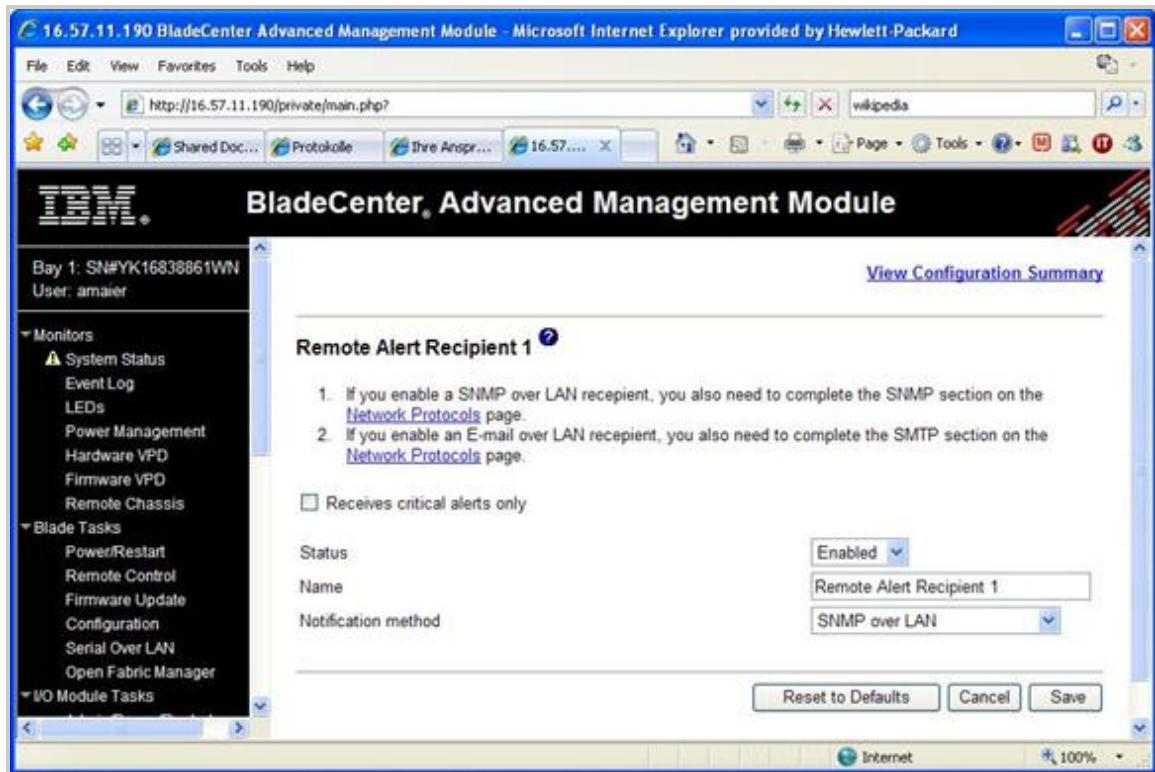 16.57.11.190 BladeCenter Advanced Management Module - Microsoft Internet Explorer provided by Hewlett-Packard
File Edit View Favorites Tools Help
http://16.57.11.190/private/main.php?
wikipedia
Shared Doc... Protokolle Ihre Anspr... 16.57.... Page Tools
IBM. BladeCenter® Advanced Management Module
Bay 1: SN#YK16838861WN
User: amaier
View Configuration Summary
Monitors
System Status
Event Log
LEDs
Power Management
Hardware VPD
Firmware VPD
Remote Chassis
Blade Tasks
Power/Restart
Remote Control
Firmware Update
Configuration
Serial Over LAN
Open Fabric Manager
I/O Module Tasks
Remote Alert Recipient 1
1. If you enable a SNMP over LAN recepient, you also need to complete the SNMP section on the
Network Protocols page.
2. If you enable an E-mail over LAN recepient, you also need to complete the SMTP section on the
Network Protocols page.
Receives critical alerts only
Status Enabled
Name Remote Alert Recipient 1
Notification method SNMP over LAN
Reset to Defaults Cancel Save
Internet 100%